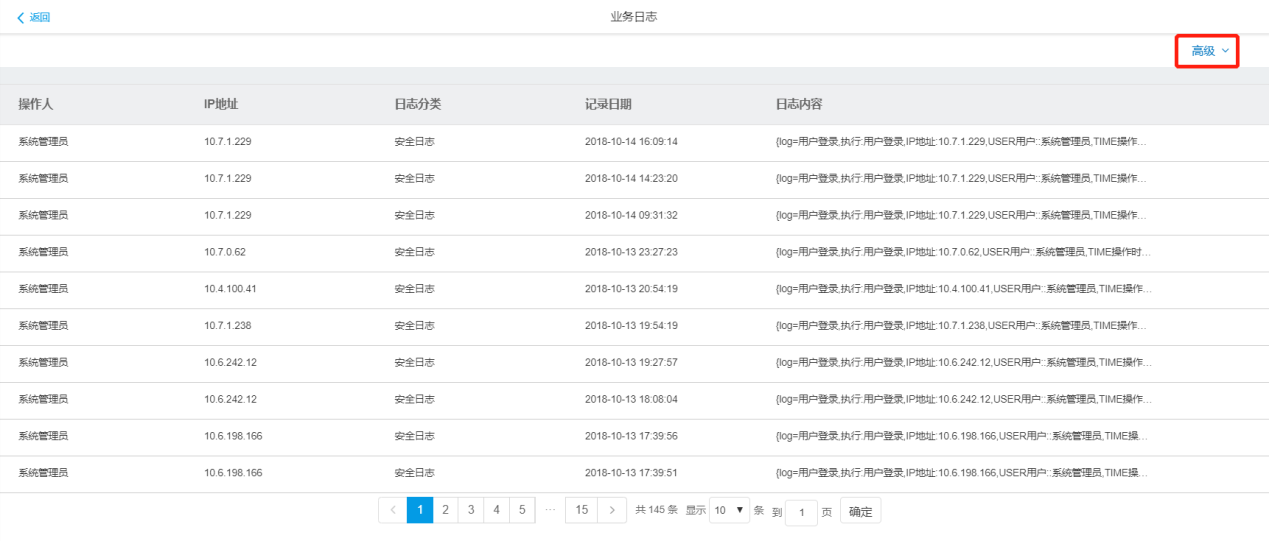 返回 业务日志
高级
操作人 IP地址 日志分类 记录日期 日志内容
系统管理员 10.7.1.229 安全日志 2018-10-14 16:09:14 {log=用户登录,执行:用户登录,IP地址:10.7.1.229,USER用户::系统管理员,TIME操作...
系统管理员 10.7.1.229 安全日志 2018-10-14 14:23:20 {log=用户登录,执行:用户登录,IP地址:10.7.1.229,USER用户::系统管理员,TIME操作...
系统管理员 10.7.1.229 安全日志 2018-10-14 09:31:32 {log=用户登录,执行:用户登录,IP地址:10.7.1.229,USER用户::系统管理员,TIME操作...
系统管理员 10.7.0.62 安全日志 2018-10-13 23:27:23 {log=用户登录,执行:用户登录,IP地址:10.7.0.62,USER用户::系统管理员,TIME操作时...
系统管理员 10.4.100.41 安全日志 2018-10-13 20:54:19 {log=用户登录,执行:用户登录,IP地址:10.4.100.41,USER用户::系统管理员,TIME操作...
系统管理员 10.7.1.238 安全日志 2018-10-13 19:54:19 {log=用户登录,执行:用户登录,IP地址:10.7.1.238,USER用户::系统管理员,TIME操作...
系统管理员 10.6.242.12 安全日志 2018-10-13 19:27:57 {log=用户登录,执行:用户登录,IP地址:10.6.242.12,USER用户::系统管理员,TIME操作...
系统管理员 10.6.242.12 安全日志 2018-10-13 18:08:04 {log=用户登录,执行:用户登录,IP地址:10.6.242.12,USER用户::系统管理员,TIME操作...
系统管理员 10.6.198.166 安全日志 2018-10-13 17:39:56 {log=用户登录,执行:用户登录,IP地址:10.6.198.166,USER用户::系统管理员,TIME操...
系统管理员 10.6.198.166 安全日志 2018-10-13 17:39:51 {log=用户登录,执行:用户登录,IP地址:10.6.198.166,USER用户::系统管理员,TIME操...
< 1 2 3 4 5 ... 15 > 共 145 条 显示 10 条 到 1 页 确定